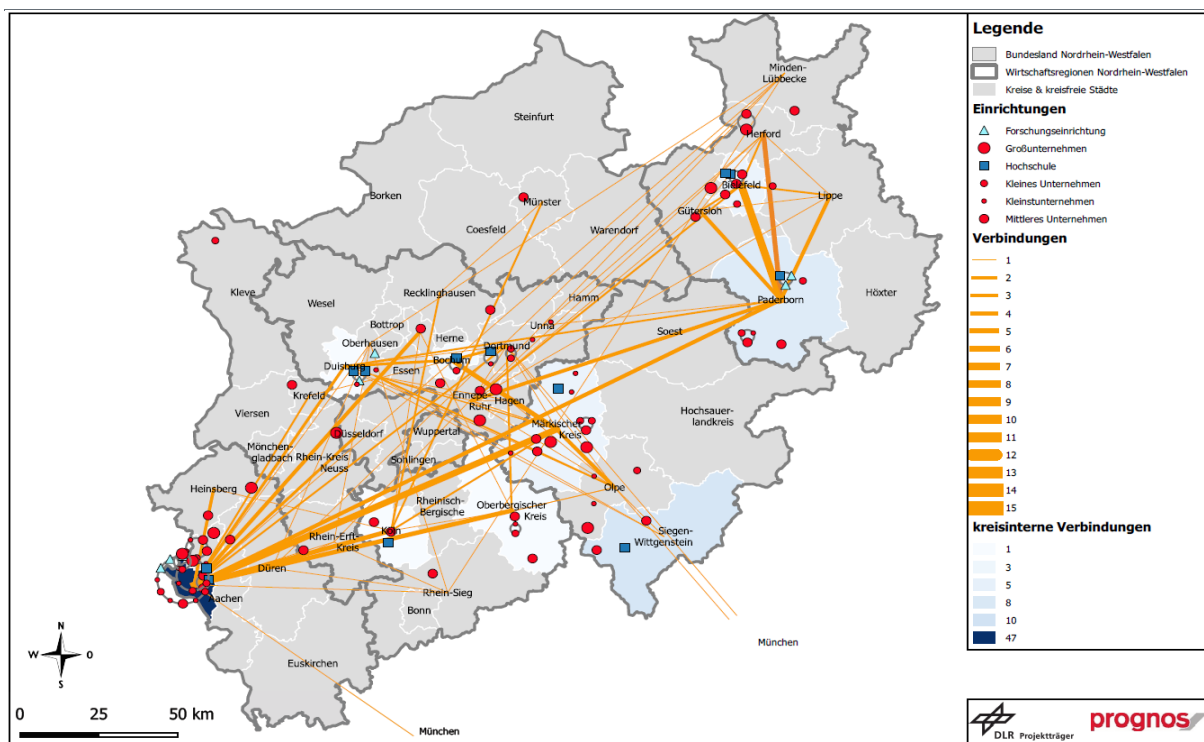 Minden-
Lübbecke
Steinfurt
Herford
Borken
Bielefeld
Lippe
Münster
Gütersloh
Coesfeld
Warendorf
Kleve
Wesel
Recklinghausen
Hamm
Paderborn
Höxter
Bottrop
Unna
Soest
Oberhausen
Herne
Dortmund
Duisburg
Bochum
Essen
Krefeld
Ennepe-
Ruhr
Hagen
Viersen
Hochsauer-
landkreis
Düsseldorf
Wuppertal
Märkischer
Kreis
Mönchen-
gladbach
Rhein-Kreis
Neuss
Sohlingen
Heinsberg
Olpe
Rheinisch-
Bergische
Oberbergischer
Kreis
Köln
Rhein-Erft-
Kreis
Siegen-
Wittgenstein
Düren
Aachen
Rhein-Sieg
Bonn
München
Euskirchen
München
N
W O
S
0 25 50 km
Legende
Bundesland Nordrhein-Westfalen
Wirtschaftsregionen Nordrhein-Westfalen
Kreise & kreisfreie Städte
Einrichtungen
Forschungseinrichtung
Großunternehmen
Hochschule
Kleines Unternehmen
Kleinstunternehmen
Mittleres Unternehmen
Verbindungen
1
2
3
4
5
6
7
8
9
10
11
12
13
14
15
kreisinterne Verbindungen
1
3
5
8
10
47
DLR Projektträger
prognos